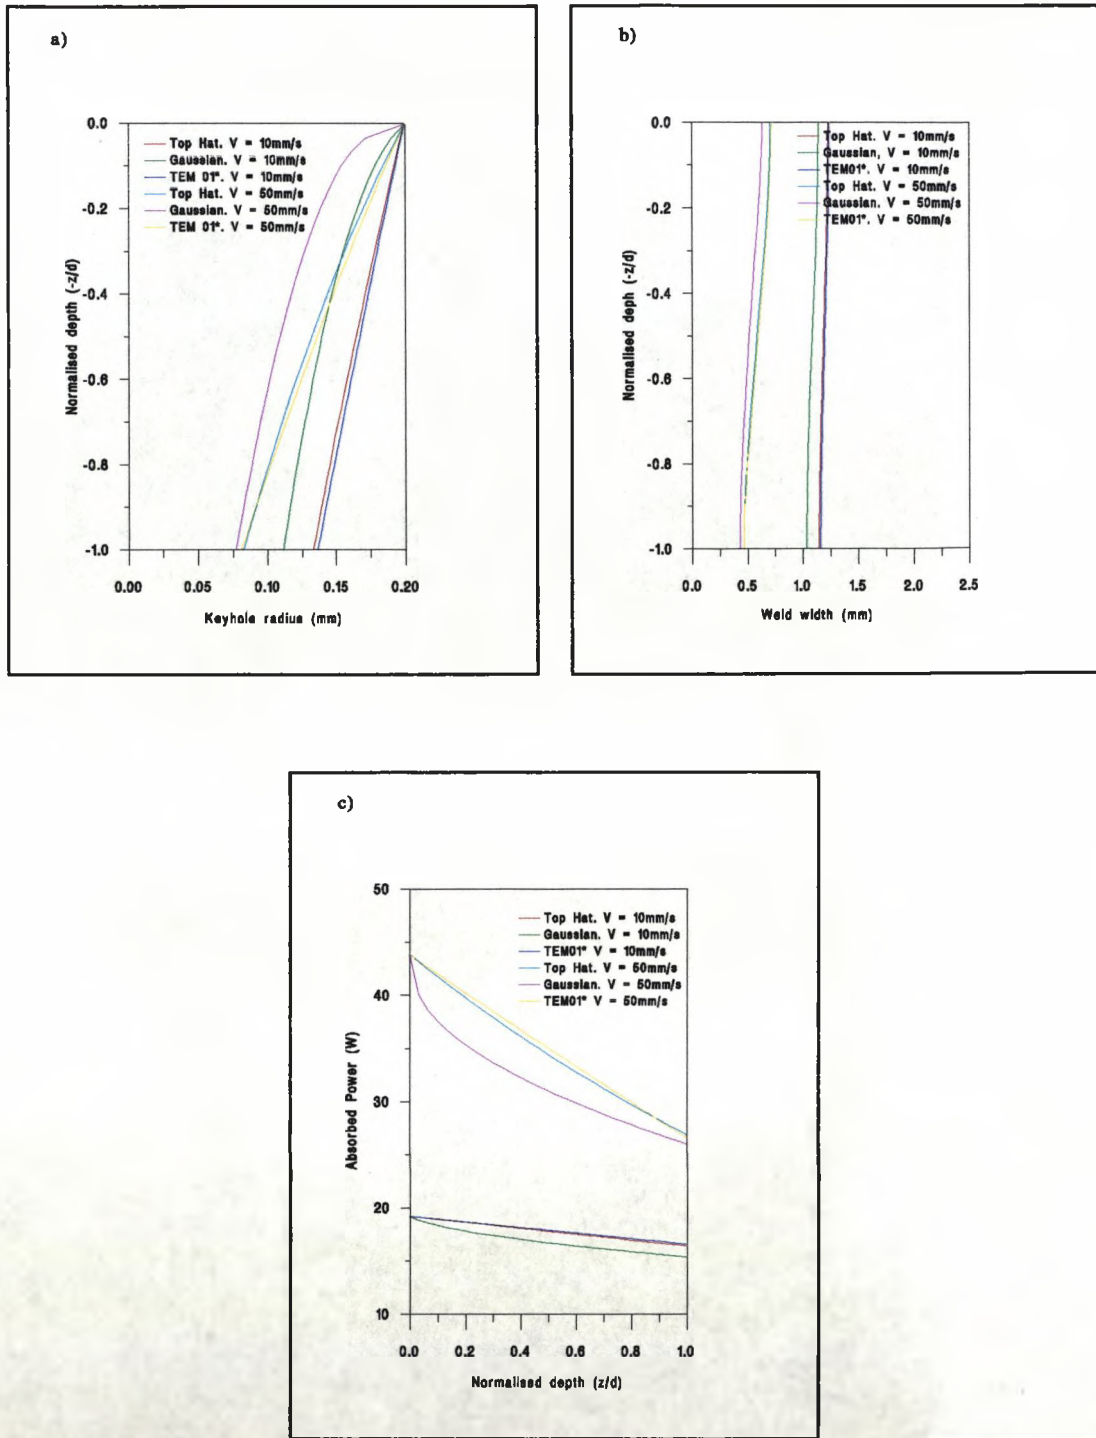 a)
0.0
-0.2
-0.4
-0.6
-0.8
-1.0
Normalised depth (-z/d)
Top Hat. V = 10mm/s
Gaussian. V = 10mm/s
TEM 01*. V = 10mm/s
Top Hat. V = 50mm/s
Gaussian. V = 50mm/s
TEM 01*. V = 50mm/s
0.00 0.05 0.10 0.15 0.20
Keyhole radius (mm)
b)
0.0
-0.2
-0.4
-0.6
-0.8
-1.0
Normalised deph (-z/d)
Top Hat. V = 10mm/s
Gaussian, V = 10mm/s
TEM01*. V = 10mm/s
Top Hat. V = 50mm/s
Gaussian. V = 50mm/s
TEM01*. V = 50mm/s
0.0 0.5 1.0 1.5 2.0 2.5
Weld width (mm)
c)
50
40
30
20
10
Absorbed Power (W)
Top Hat. V = 10mm/s
Gaussian. V = 10mm/s
TEM01* V = 10mm/s
Top Hat. V = 50mm/s
Gaussian. V = 50mm/s
TEM01* V = 50mm/s
0.0 0.2 0.4 0.6 0.8 1.0
Normalised depth (z/d)